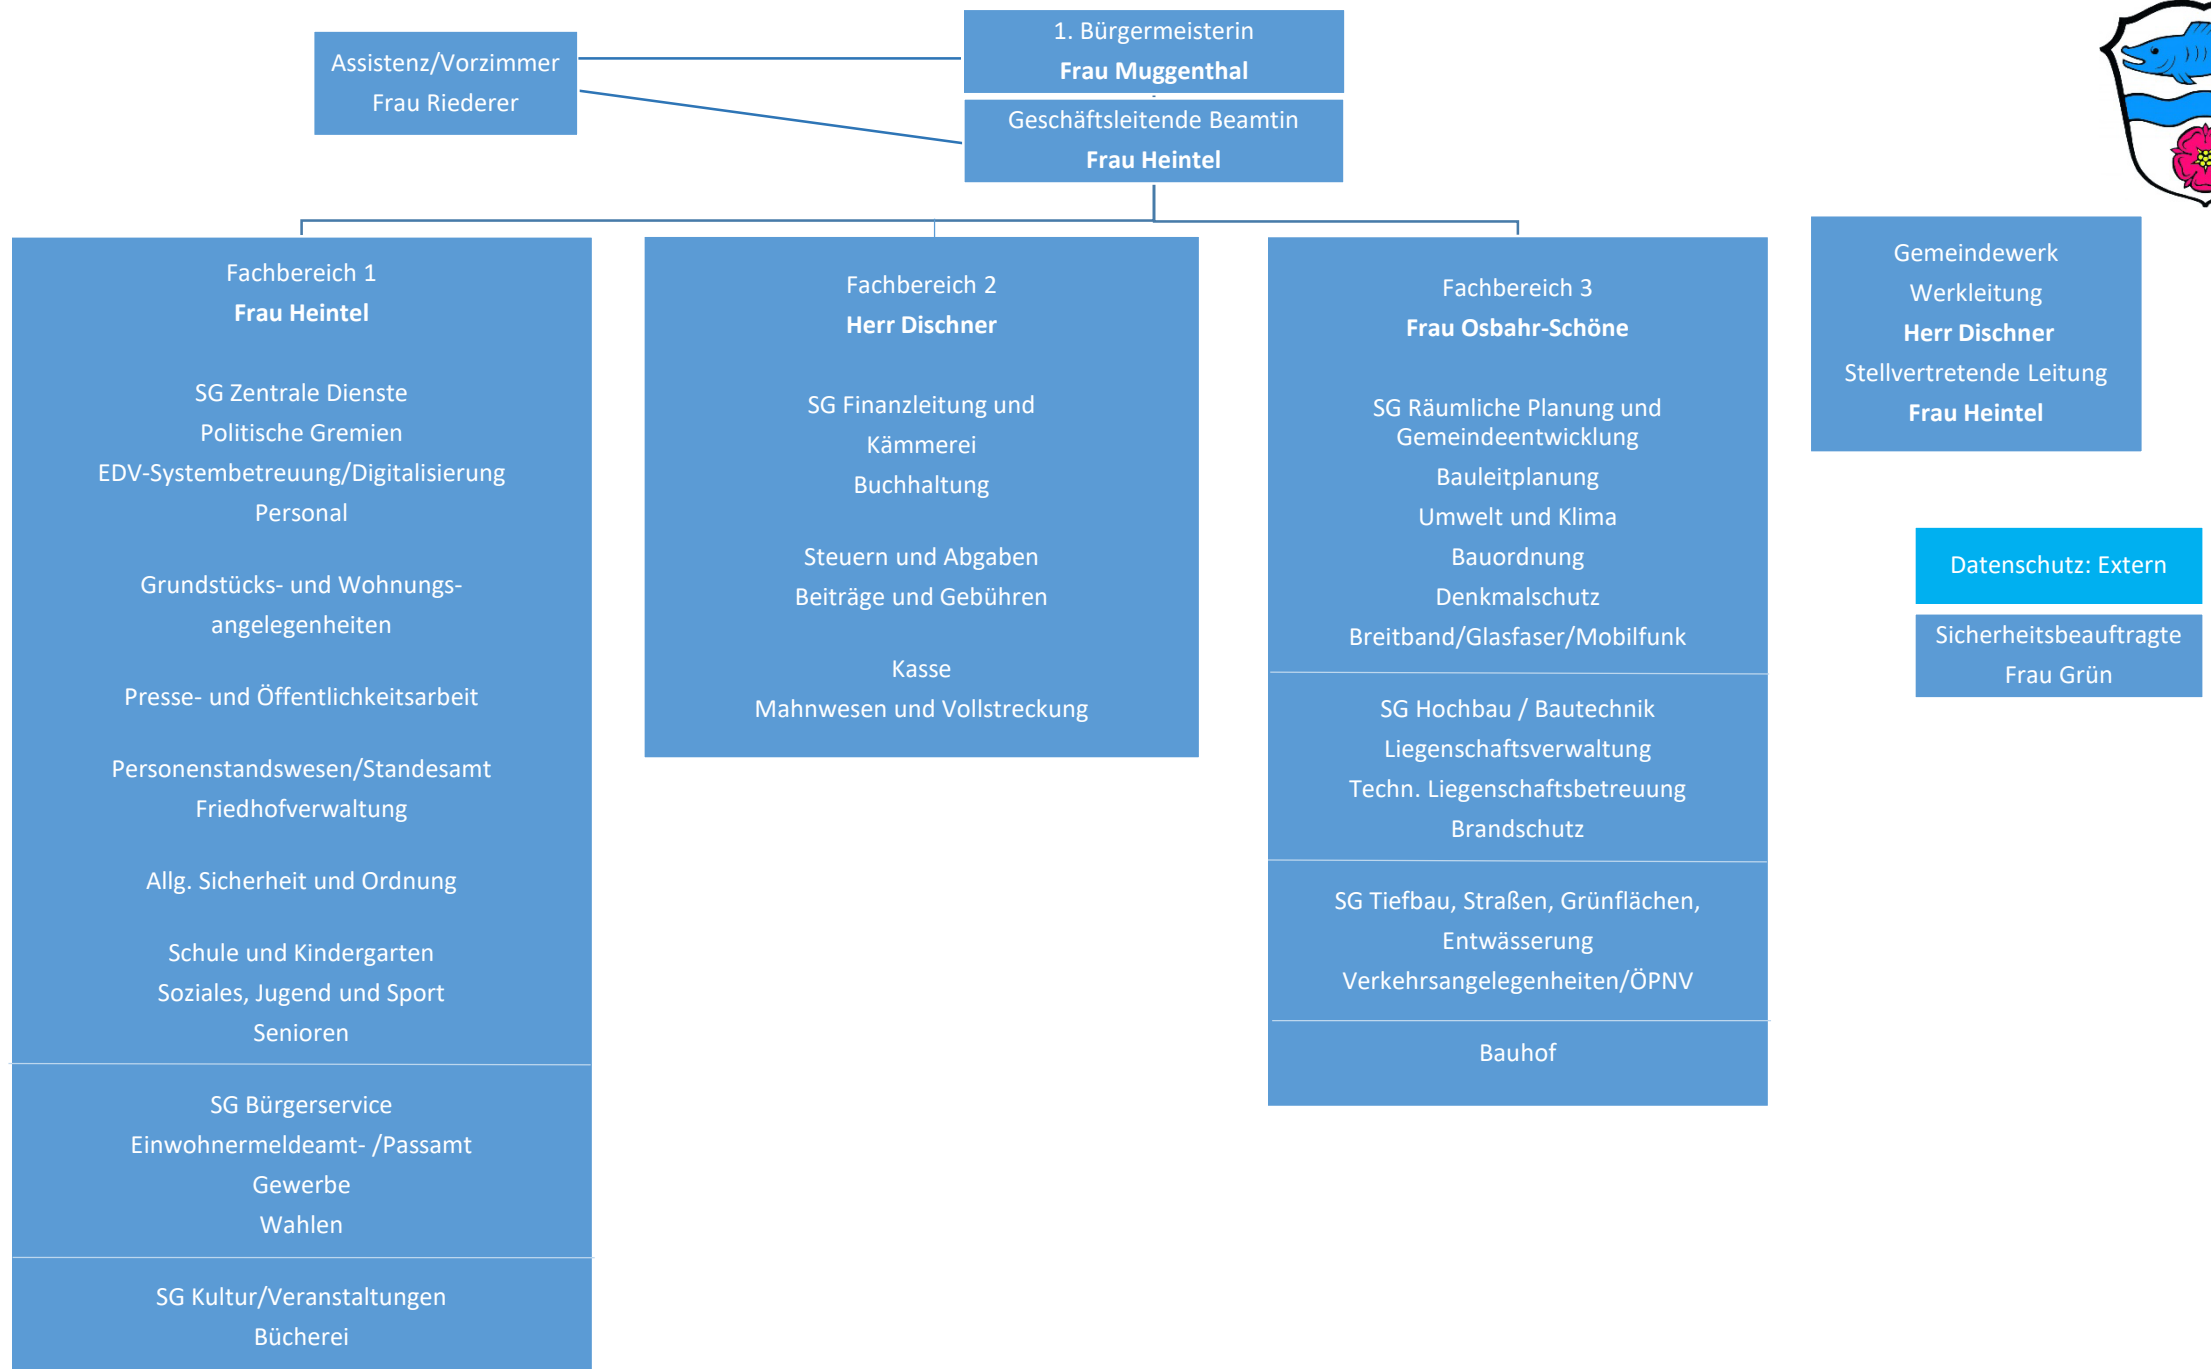 Assistenz/Vorzimmer
Frau Riederer
1. Bürgermeisterin
Frau Muggenthal
Geschäftsleitende Beamtin
Frau Heintel
Fachbereich 1
Frau Heintel
SG Zentrale Dienste
Politische Gremien
EDV-Systembetreuung/Digitalisierung
Personal
Grundstücks- und Wohnungs-
angelegenheiten
Presse- und Öffentlichkeitsarbeit
Personenstandswesen/Standesamt
Friedhofverwaltung
Allg. Sicherheit und Ordnung
Schule und Kindergarten
Soziales, Jugend und Sport
Senioren
SG Bürgerservice
Einwohnermeldeamt- /Passamt
Gewerbe
Wahlen
SG Kultur/Veranstaltungen
Bücherei
Fachbereich 2
Herr Dischner
SG Finanzleitung und
Kämmerei
Buchhaltung
Steuern und Abgaben
Beiträge und Gebühren
Kasse
Mahnwesen und Vollstreckung
Fachbereich 3
Frau Osbahr-Schöne
SG Räumliche Planung und
Gemeindeentwicklung
Bauleitplanung
Umwelt und Klima
Bauordnung
Denkmalschutz
Breitband/Glasfaser/Mobilfunk
SG Hochbau / Bautechnik
Liegenschaftsverwaltung
Techn. Liegenschaftsbetreuung
Brandschutz
SG Tiefbau, Straßen, Grünflächen,
Entwässerung
Verkehrsangelegenheiten/ÖPNV
Bauhof
Gemeindewerk
Werkleitung
Herr Dischner
Stellvertretende Leitung
Frau Heintel
Datenschutz: Extern
Sicherheitsbeauftragte
Frau Grün